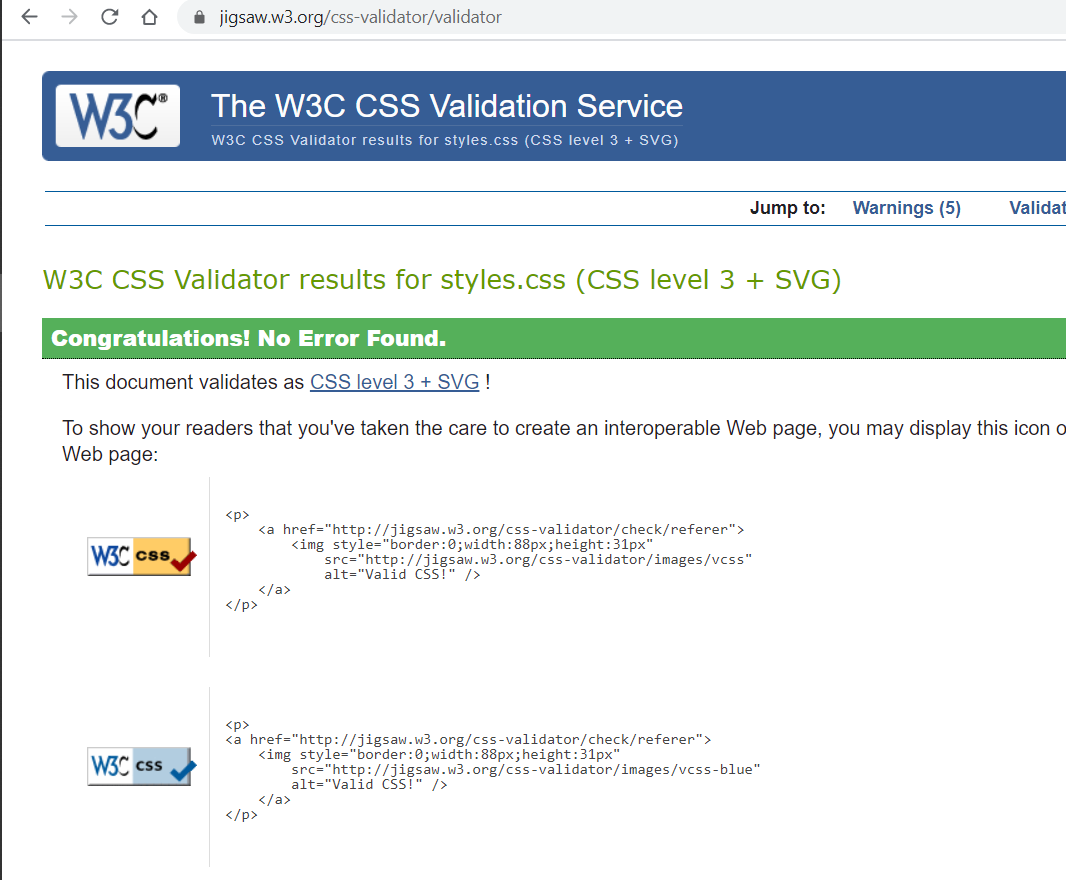 jigsaw.w3.org/css-validator/validator
W3C®
The W3C CSS Validation Service
W3C CSS Validator results for styles.css (CSS level 3 + SVG)
Jump to: Warnings (5) Validat
W3C CSS Validator results for styles.css (CSS level 3 + SVG)
Congratulations! No Error Found.
This document validates as CSS level 3 + SVG !
To show your readers that you've taken the care to create an interoperable Web page, you may display this icon o
Web page:
<p>
<a href="http://jigsaw.w3.org/css-validator/check/referer">
<img style="border:0;width:88px;height:31px"
src="http://jigsaw.w3.org/css-validator/images/vcss"
alt="Valid CSS!" />
</a>
</p>
W3C css
<p>
<a href="http://jigsaw.w3.org/css-validator/check/referer">
<img style="border:0;width:88px;height:31px"
src="http://jigsaw.w3.org/css-validator/images/vcss-blue"
alt="Valid CSS!" />
</a>
</p>
W3C css